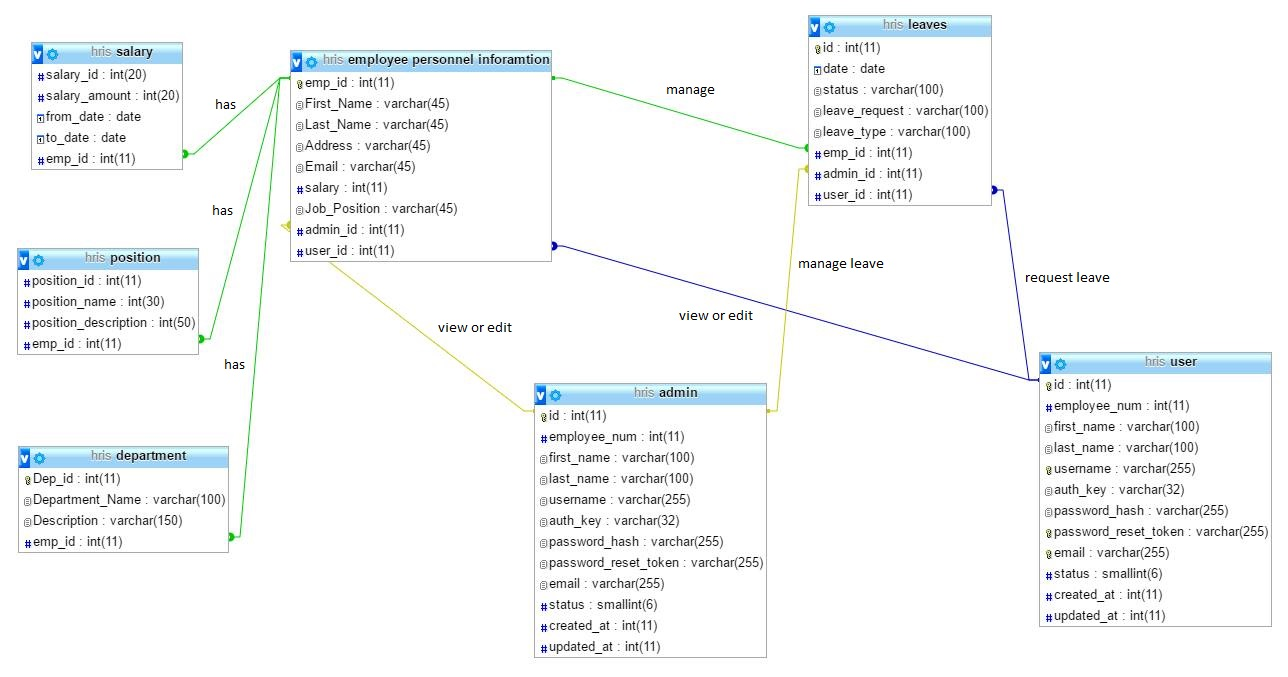 hris salary
salary_id : int(20)
salary_amount : int(20)
from_date : date
to_date : date
emp_id : int(11)
has
hris employee personnel inforamtion
emp_id : int(11)
First_Name : varchar(45)
Last_Name : varchar(45)
Address : varchar(45)
Email : varchar(45)
salary : int(11)
Job_Position : varchar(45)
admin_id : int(11)
user_id : int(11)
manage
hris leaves
id : int(11)
date : date
status : varchar(100)
leave_request : varchar(100)
leave_type : varchar(100)
emp_id : int(11)
admin_id : int(11)
user_id : int(11)
has
hris position
position_id : int(11)
position_name : int(30)
position_description : int(50)
emp_id : int(11)
has
view or edit
view or edit
manage leave
request leave
hris department
Dep_id : int(11)
Department_Name : varchar(100)
Description : varchar(150)
emp_id : int(11)
hris admin
id : int(11)
employee_num : int(11)
first_name : varchar(100)
last_name : varchar(100)
username : varchar(255)
auth_key : varchar(32)
password_hash : varchar(255)
password_reset_token : varchar(255)
email : varchar(255)
status : smallint(6)
created_at : int(11)
updated_at : int(11)
hris user
id : int(11)
employee_num : int(11)
first_name : varchar(100)
last_name : varchar(100)
username : varchar(255)
auth_key : varchar(32)
password_hash : varchar(255)
password_reset_token : varchar(255)
email : varchar(255)
status : smallint(6)
created_at : int(11)
updated_at : int(11)